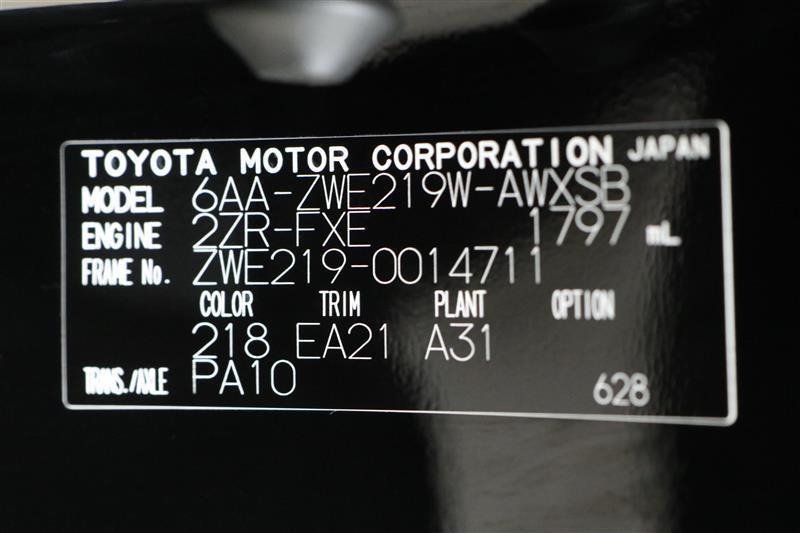 TOYOTA MOTOR CORPORATION JAPAN
MODEL 6AA-ZWE219W-AWXSB
ENGINE 2ZR-FXE 1797 mL
FRAME No. ZWE219-0014711
COLOR TRIM PLANT OPTION
218 EA21 A31
TRANS./AXLE PA10 628